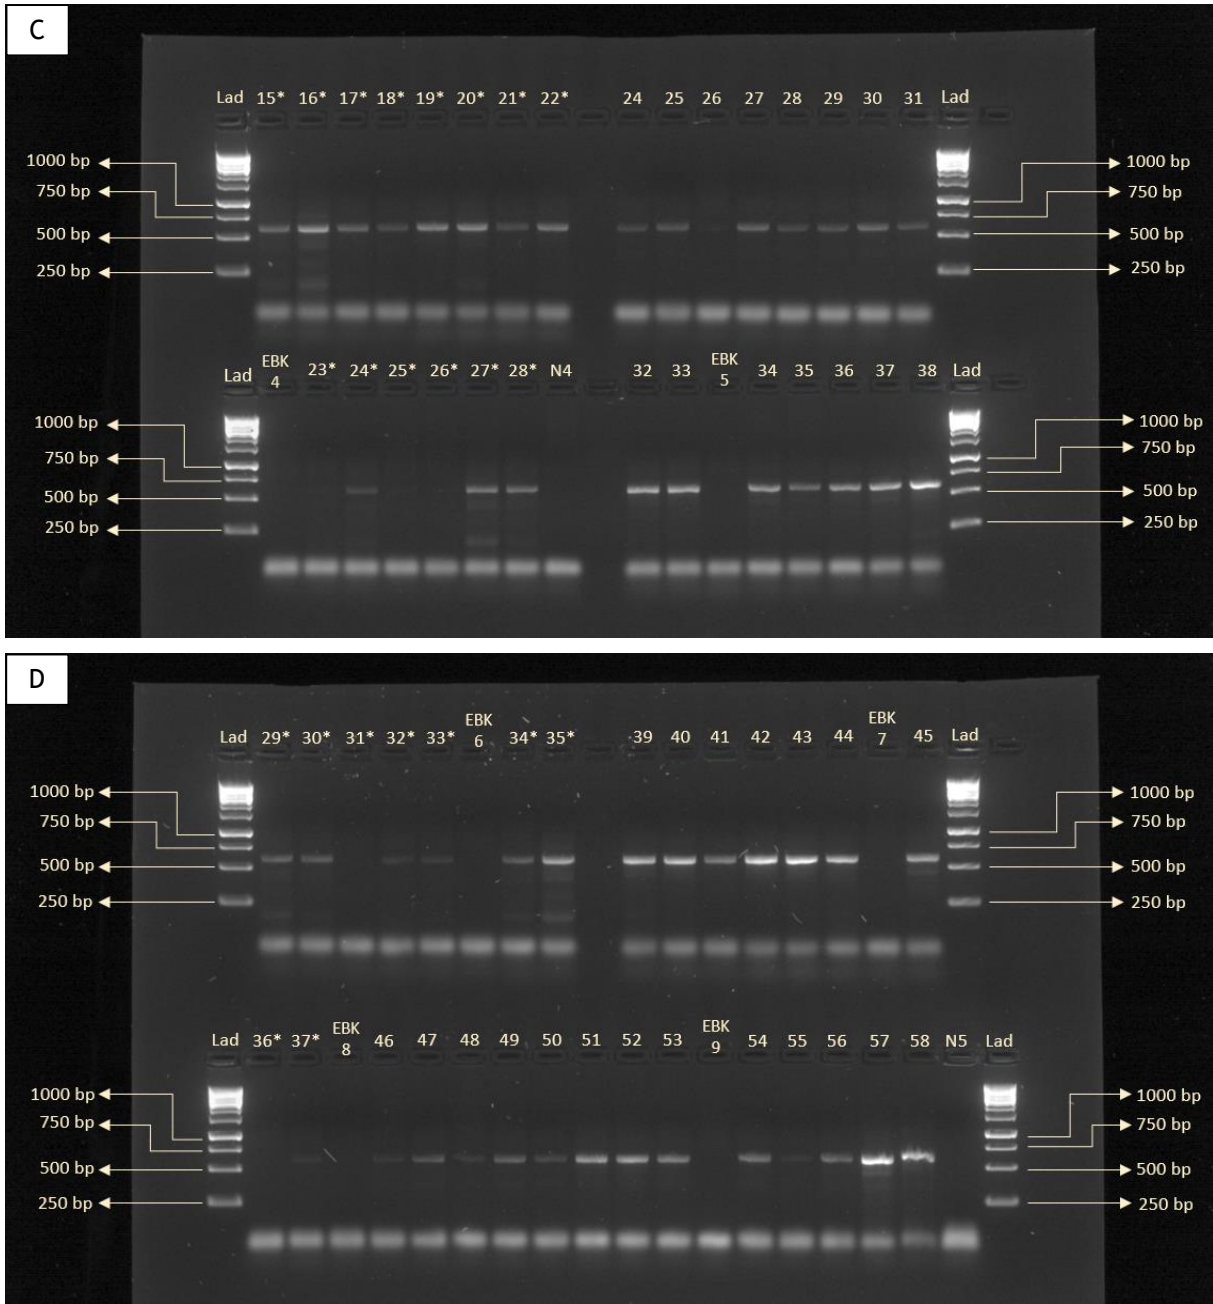 C
Lad 15* 16* 17* 18* 19* 20* 21* 22* 24 25 26 27 28 29 30 31 Lad
1000 bp 1000 bp
750 bp 750 bp
500 bp 500 bp
250 bp 250 bp
Lad EBK 4 23* 24* 25* 26* 27* 28* N4 32 33 EBK 5 34 35 36 37 38 Lad
1000 bp 1000 bp
750 bp 750 bp
500 bp 500 bp
250 bp 250 bp
D
Lad 29* 30* 31* 32* 33* EBK 6 34* 35* 39 40 41 42 43 44 EBK 7 45 Lad
1000 bp 1000 bp
750 bp 750 bp
500 bp 500 bp
250 bp 250 bp
Lad 36* 37* EBK 8 46 47 48 49 50 51 52 53 EBK 9 54 55 56 57 58 N5 Lad
1000 bp 1000 bp
750 bp 750 bp
500 bp 500 bp
250 bp 250 bp